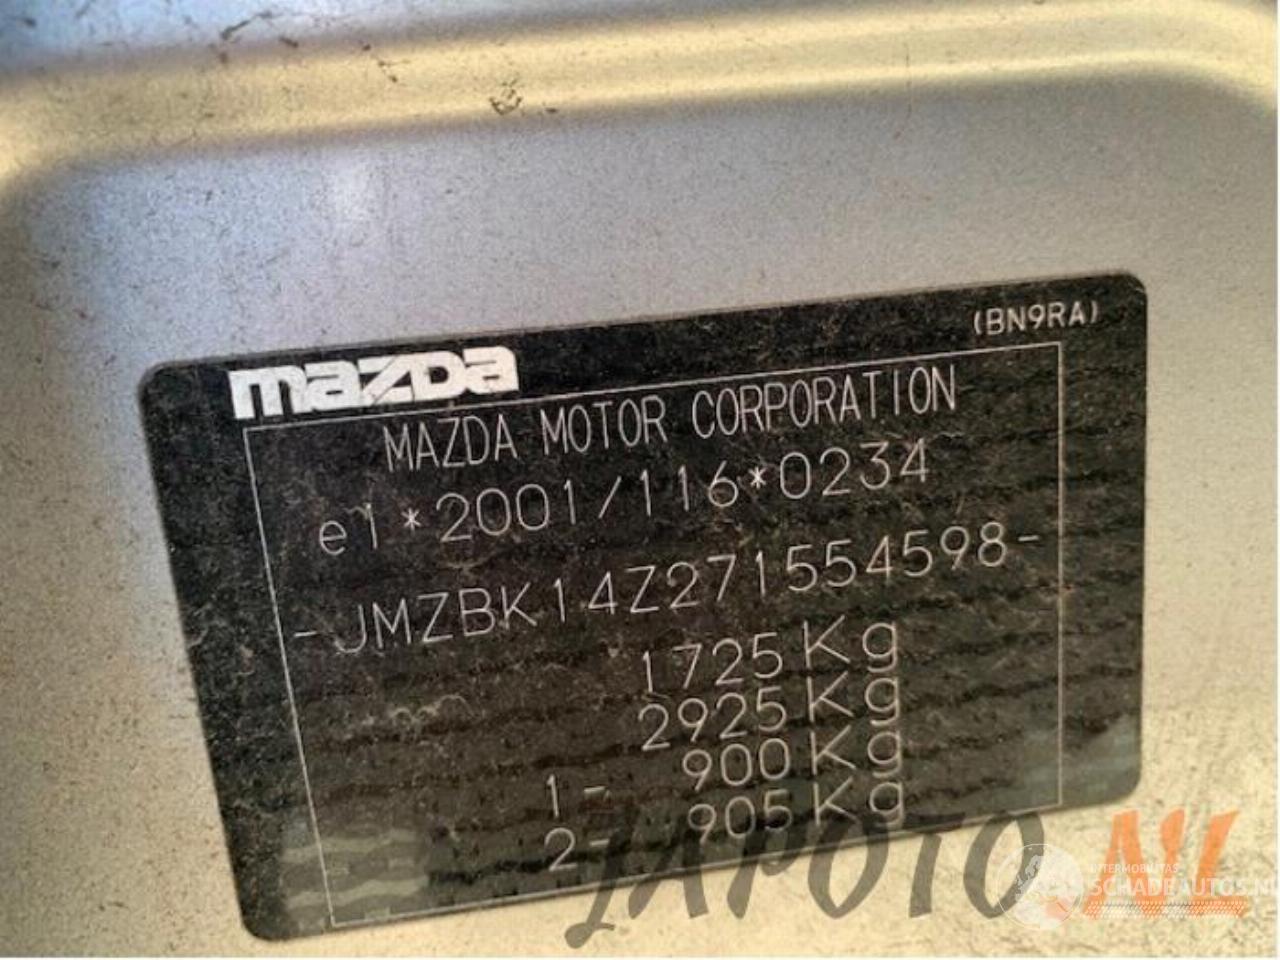 (BN9RA)
mazda
MAZDA MOTOR CORPORATION
e1*2001/116*0234
-JMZBK14Z271554598-
1725Kg
2925Kg
1- 900Kg
2- 905Kg
JAPOTO.NL
UITERMOBILITAS
SCHADEAUTOS.NL